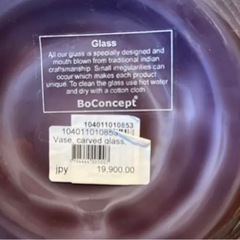 Glass
All our glass is specially designed and
mouth blown from traditional indian
craftsmanship. Small irregularities can
occur which makes each product
unique. To clean the glass use hot water
and dry with a cotton cloth
BoConcept®
104011010853
Vase, carved glass,
jpy 19,900.00